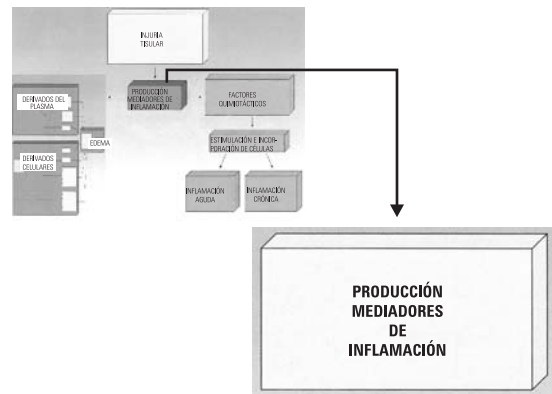 INJURIA
TISULAR
DERIVADOS DEL
PLASMA
PRODUCCIÓN
MEDIADORES DE
INFLAMACIÓN
FACTORES
QUIMIOTÁCTICOS
EDEMA
ESTIMULACIÓN E INCOR-
PORACIÓN DE CÉLULAS
DERIVADOS
CELULARES
INFLAMACIÓN
AGUDA
INFLAMACIÓN
CRÓNICA
PRODUCCIÓN
MEDIADORES
DE
INFLAMACIÓN